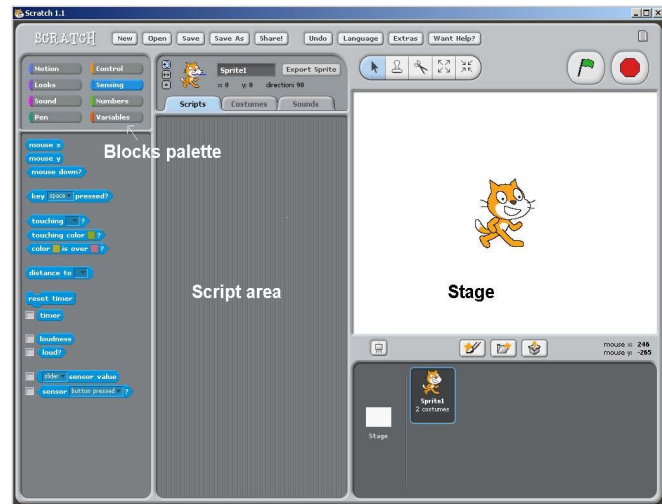 Scratch 1.1
SCRATCH New Open Save Save As Share! Undo Language Extras Want Help?
Motion Control
Looks Sensing
Sound Numbers
Pen Variables
Sprite1 Export Sprite
x: 0 y: 0 direction: 90
Scripts Costumes Sounds
Blocks palette
mouse x
mouse y
mouse down?
key space pressed?
touching ?
touching color ?
color is over ?
distance to
reset timer
timer
loudness
loud?
slider sensor value
sensor button pressed ?
Script area
Stage
mouse x: 246
mouse y: -265
Sprite1
2 costumes
Stage